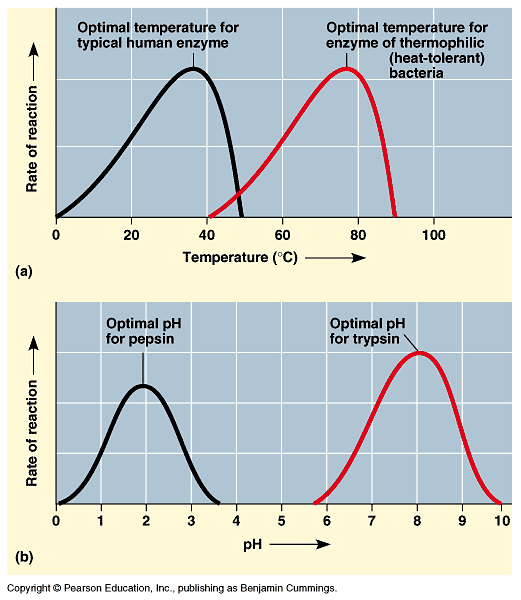 Optimal temperature for
typical human enzyme
Optimal temperature for
enzyme of thermophilic
(heat-tolerant)
bacteria
Rate of reaction
0 20 40 60 80 100
Temperature (°C)
(a)
Optimal pH
for pepsin
Optimal pH
for trypsin
Rate of reaction
0 1 2 3 4 5 6 7 8 9 10
pH
(b)
Copyright © Pearson Education, Inc., publishing as Benjamin Cummings.